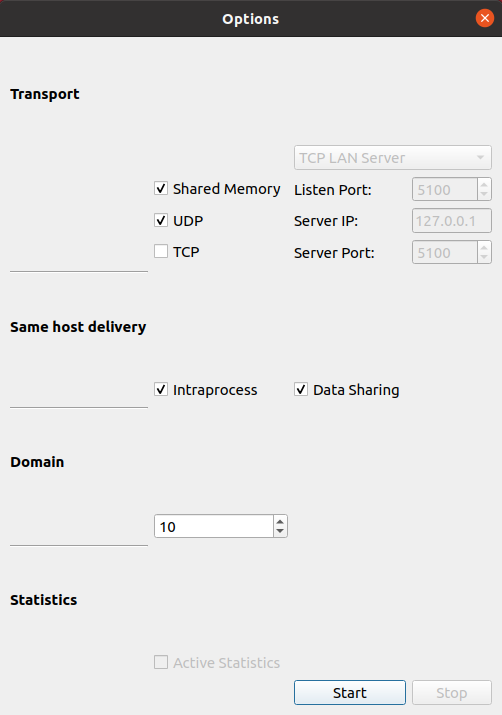 Options
Transport
TCP LAN Server
Shared Memory Listen Port: 5100
UDP Server IP: 127.0.0.1
TCP Server Port: 5100
Same host delivery
Intraprocess Data Sharing
Domain
10
Statistics
Active Statistics
Start Stop